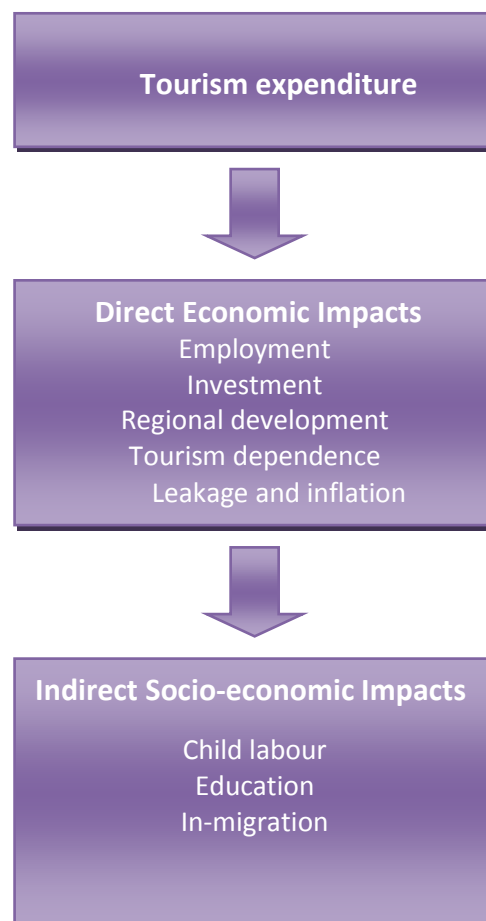 Tourism expenditure
Direct Economic Impacts
Employment
Investment
Regional development
Tourism dependence
Leakage and inflation
Indirect Socio-economic Impacts
Child labour
Education
In-migration